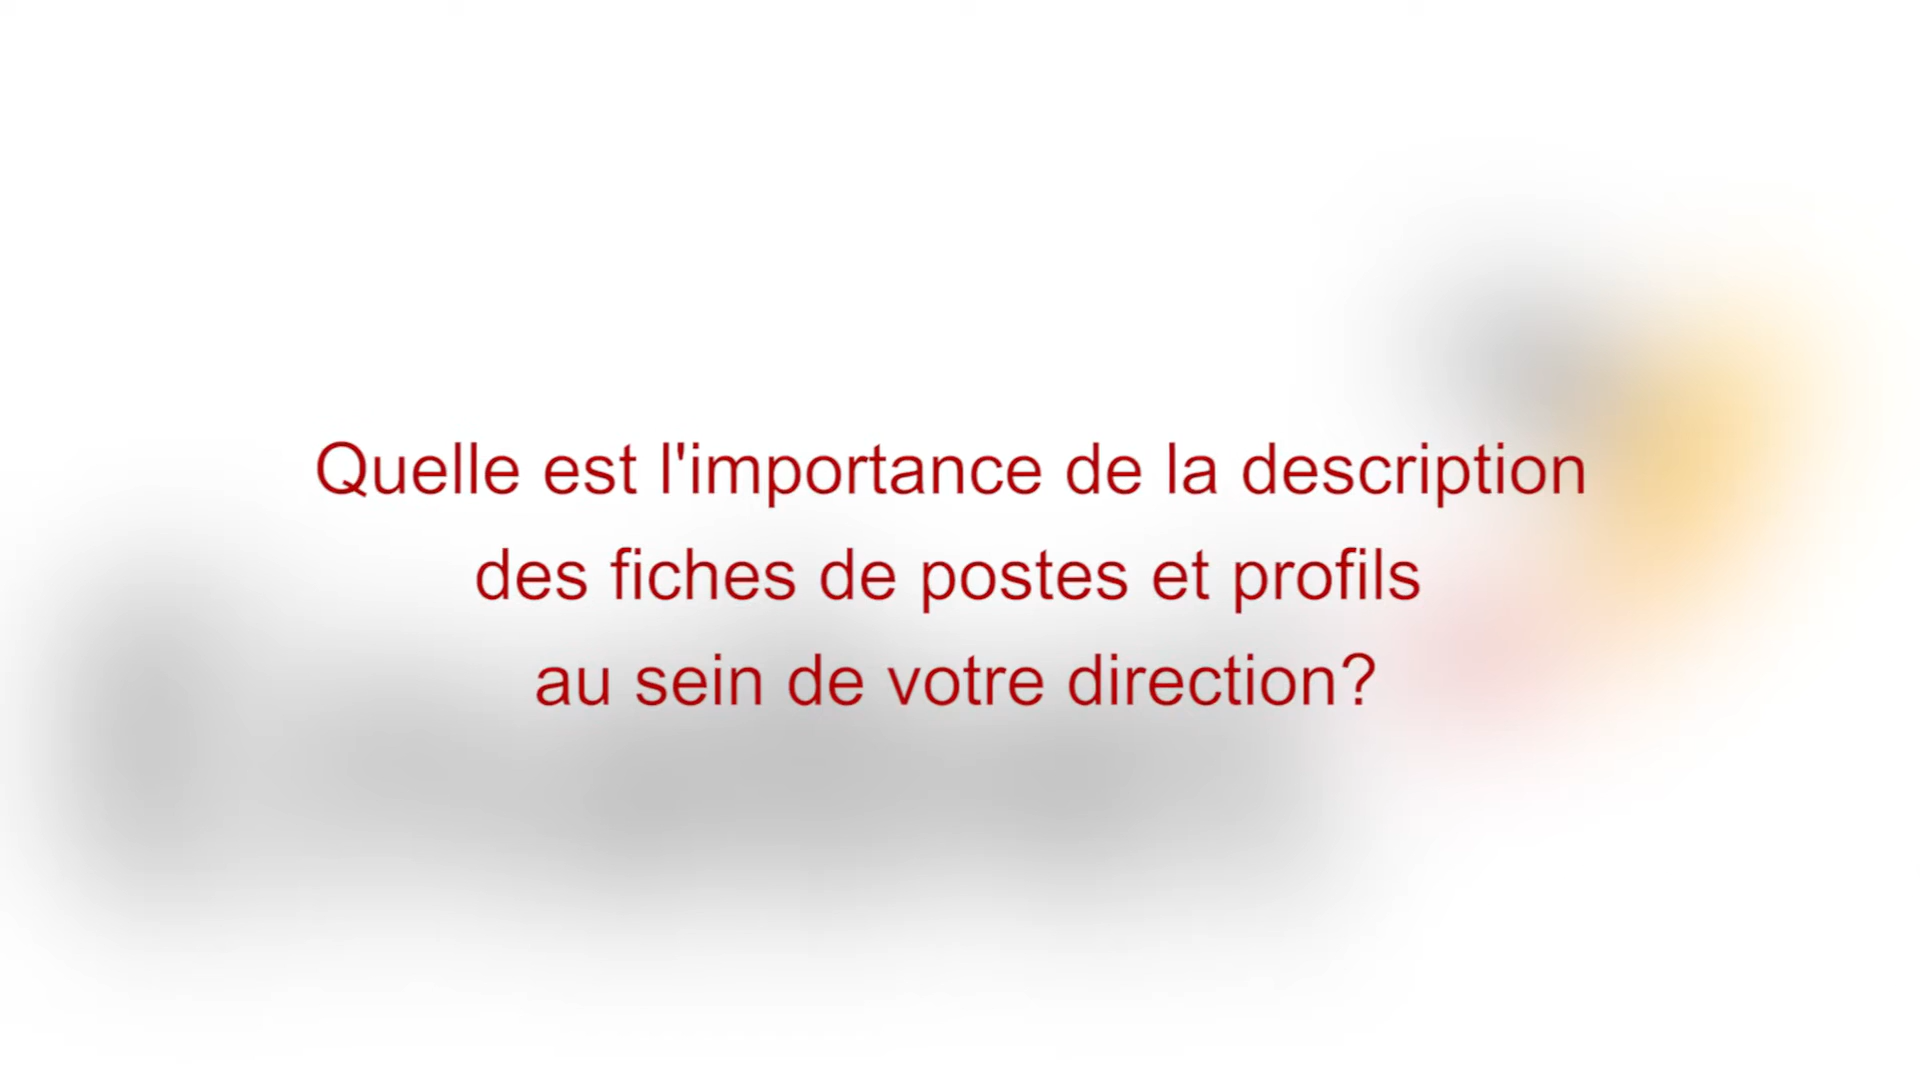 Quelle est l'importance de la description
des fiches de postes et profils
au sein de votre direction?